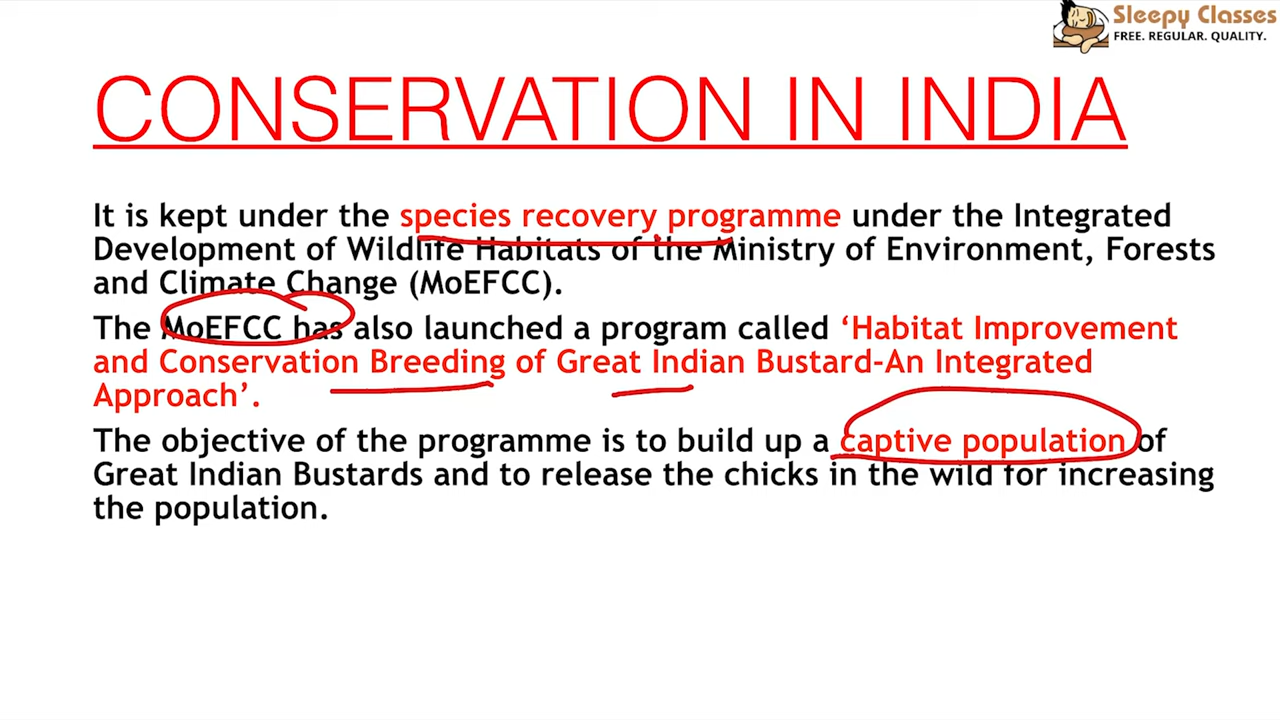 Sleepy Classes
FREE. REGULAR. QUALITY.
CONSERVATION IN INDIA
It is kept under the species recovery programme under the Integrated
Development of Wildlife Habitats of the Ministry of Environment, Forests
and Climate Change (MoEFCC).
The MoEFCC has also launched a program called ‘Habitat Improvement
and Conservation Breeding of Great Indian Bustard-An Integrated
Approach’.
The objective of the programme is to build up a captive population of
Great Indian Bustards and to release the chicks in the wild for increasing
the population.